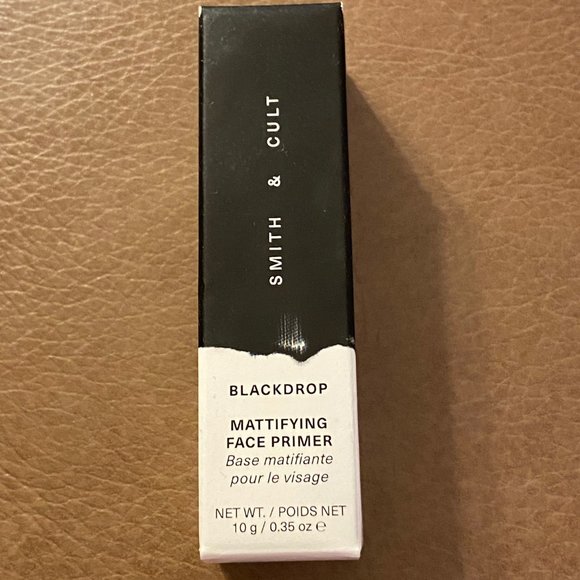 SMITH & CULT
BLACKDROP
MATTIFYING
FACE PRIMER
Base matifiante
pour le visage
NET WT. / POIDS NET
10 g / 0.35 oz ℮